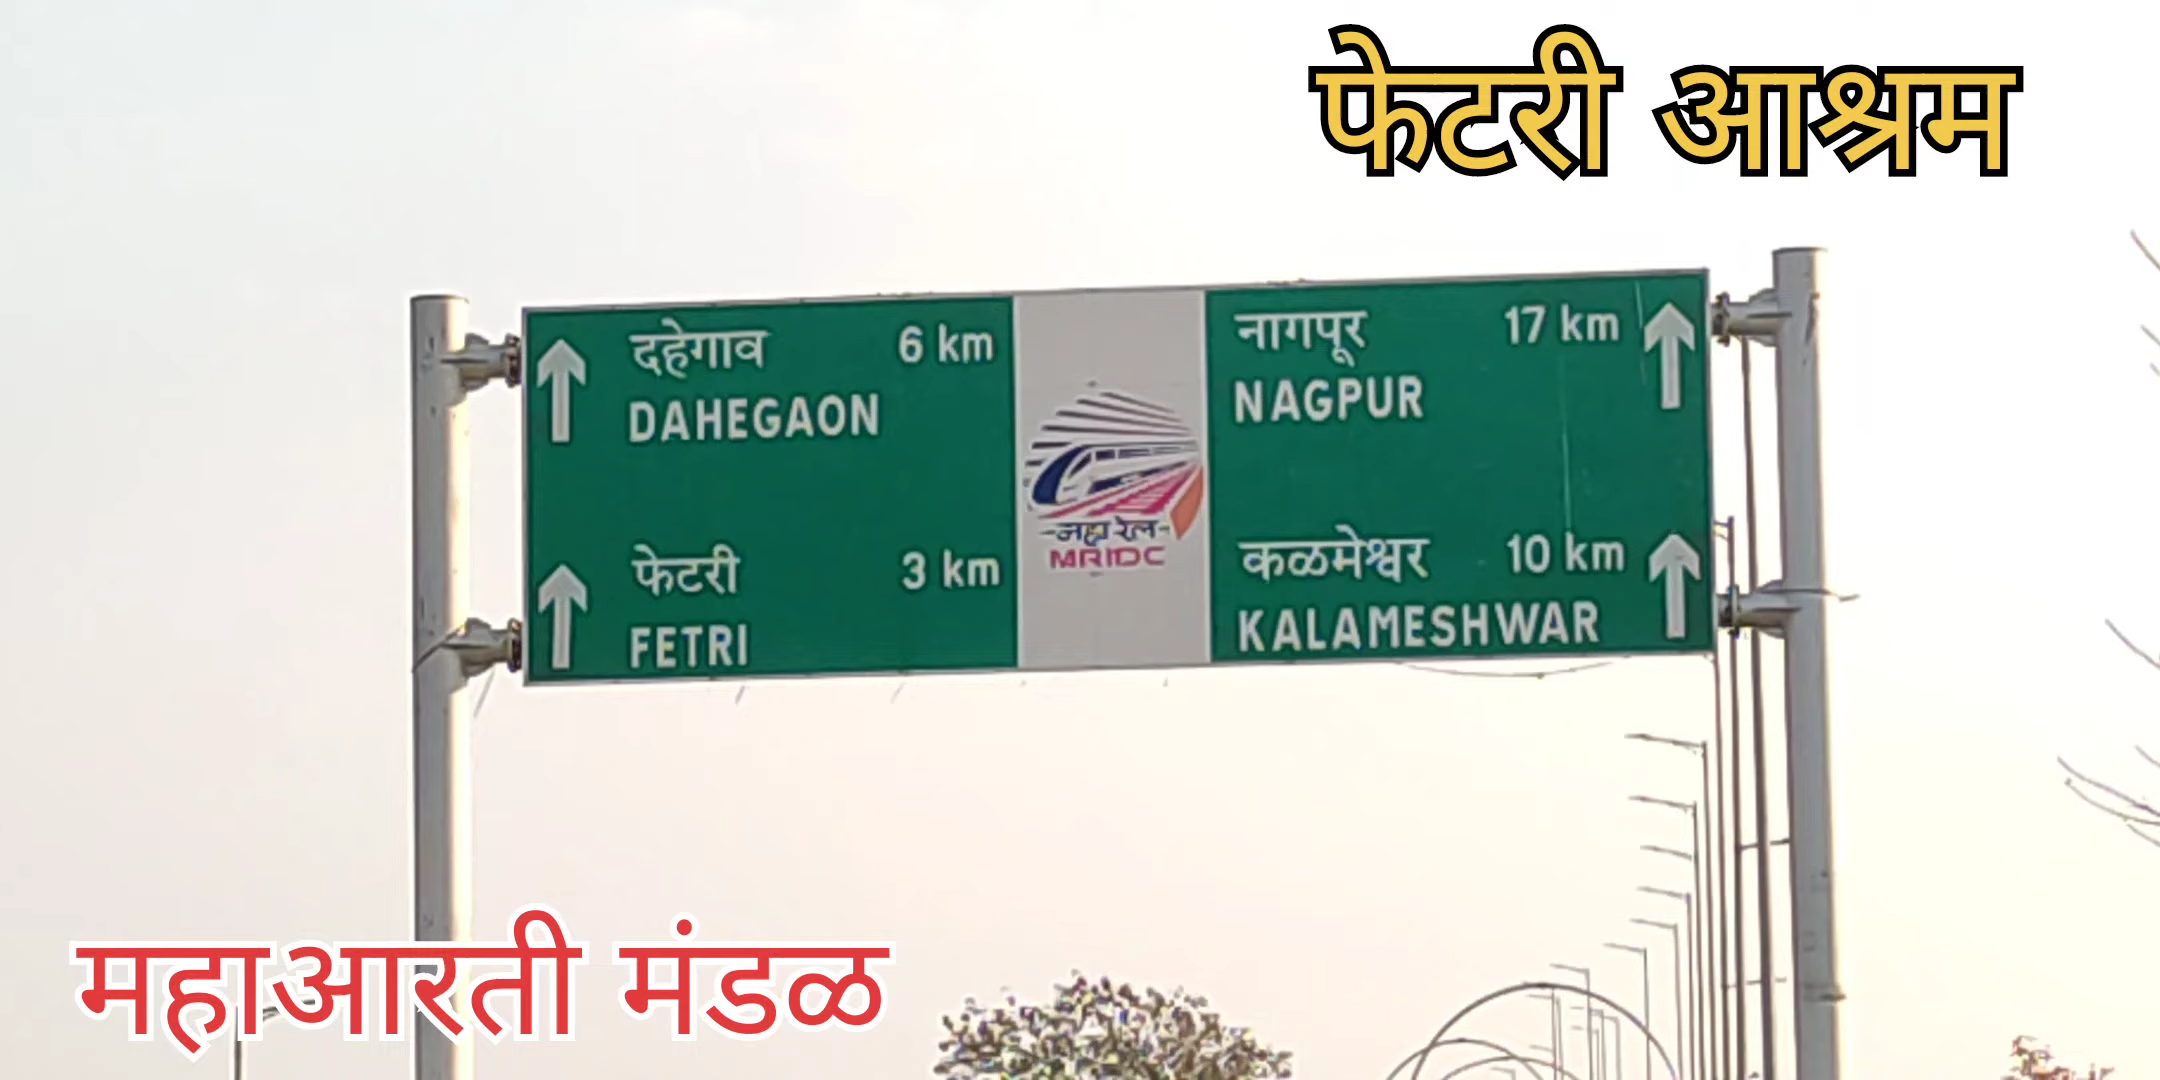 फेटरी आश्रम
दहेगाव 6 km
DAHEGAON
फेटरी 3 km
FETRI
महा रेल
MRIDC
नागपूर 17 km
NAGPUR
कळमेश्वर 10 km
KALAMESHWAR
महाआरती मंडळ